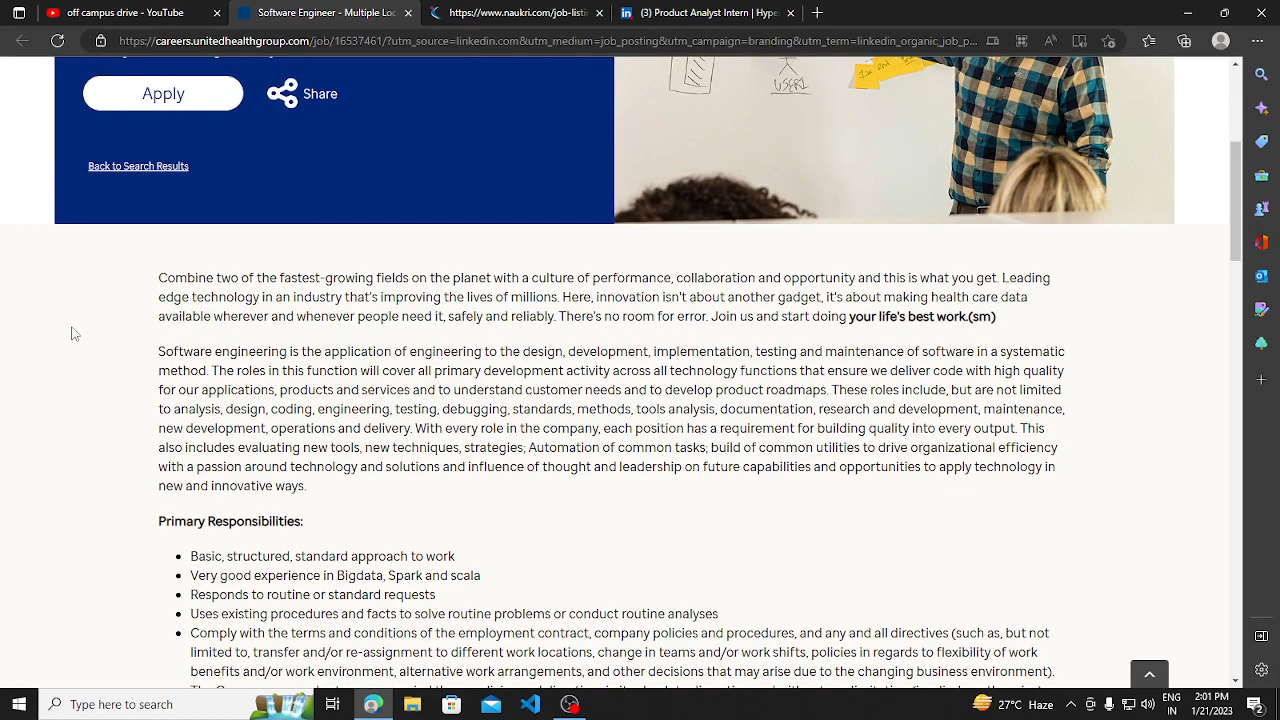 off campus drive - YouTube
Software Engineer - Multiple Loc
https://www.naukri.com/job-listin
(3) Product Analyst Intern | Hype
https://careers.unitedhealthgroup.com/job/16537461/?utm_source=linkedin.com&utm_medium=job_posting&utm_campaign=branding&utm_term=linkedin_organic_job_p...
Apply
Share
USER1
Back to Search Results
Combine two of the fastest-growing fields on the planet with a culture of performance, collaboration and opportunity and this is what you get. Leading
edge technology in an industry that's improving the lives of millions. Here, innovation isn't about another gadget, it's about making health care data
available wherever and whenever people need it, safely and reliably. There's no room for error. Join us and start doing your life's best work.(sm)
Software engineering is the application of engineering to the design, development, implementation, testing and maintenance of software in a systematic
method. The roles in this function will cover all primary development activity across all technology functions that ensure we deliver code with high quality
for our applications, products and services and to understand customer needs and to develop product roadmaps. These roles include, but are not limited
to analysis, design, coding, engineering, testing, debugging, standards, methods, tools analysis, documentation, research and development, maintenance,
new development, operations and delivery. With every role in the company, each position has a requirement for building quality into every output. This
also includes evaluating new tools, new techniques, strategies; Automation of common tasks; build of common utilities to drive organizational efficiency
with a passion around technology and solutions and influence of thought and leadership on future capabilities and opportunities to apply technology in
new and innovative ways.
Primary Responsibilities:
Basic, structured, standard approach to work
Very good experience in Bigdata, Spark and scala
Responds to routine or standard requests
Uses existing procedures and facts to solve routine problems or conduct routine analyses
Comply with the terms and conditions of the employment contract, company policies and procedures, and any and all directives (such as, but not
limited to, transfer and/or re-assignment to different work locations, change in teams and/or work shifts, policies in regards to flexibility of work
benefits and/or work environment, alternative work arrangements, and other decisions that may arise due to the changing business environment).
Type here to search
27°C Haze
ENG
IN
2:01 PM
1/21/2023
2